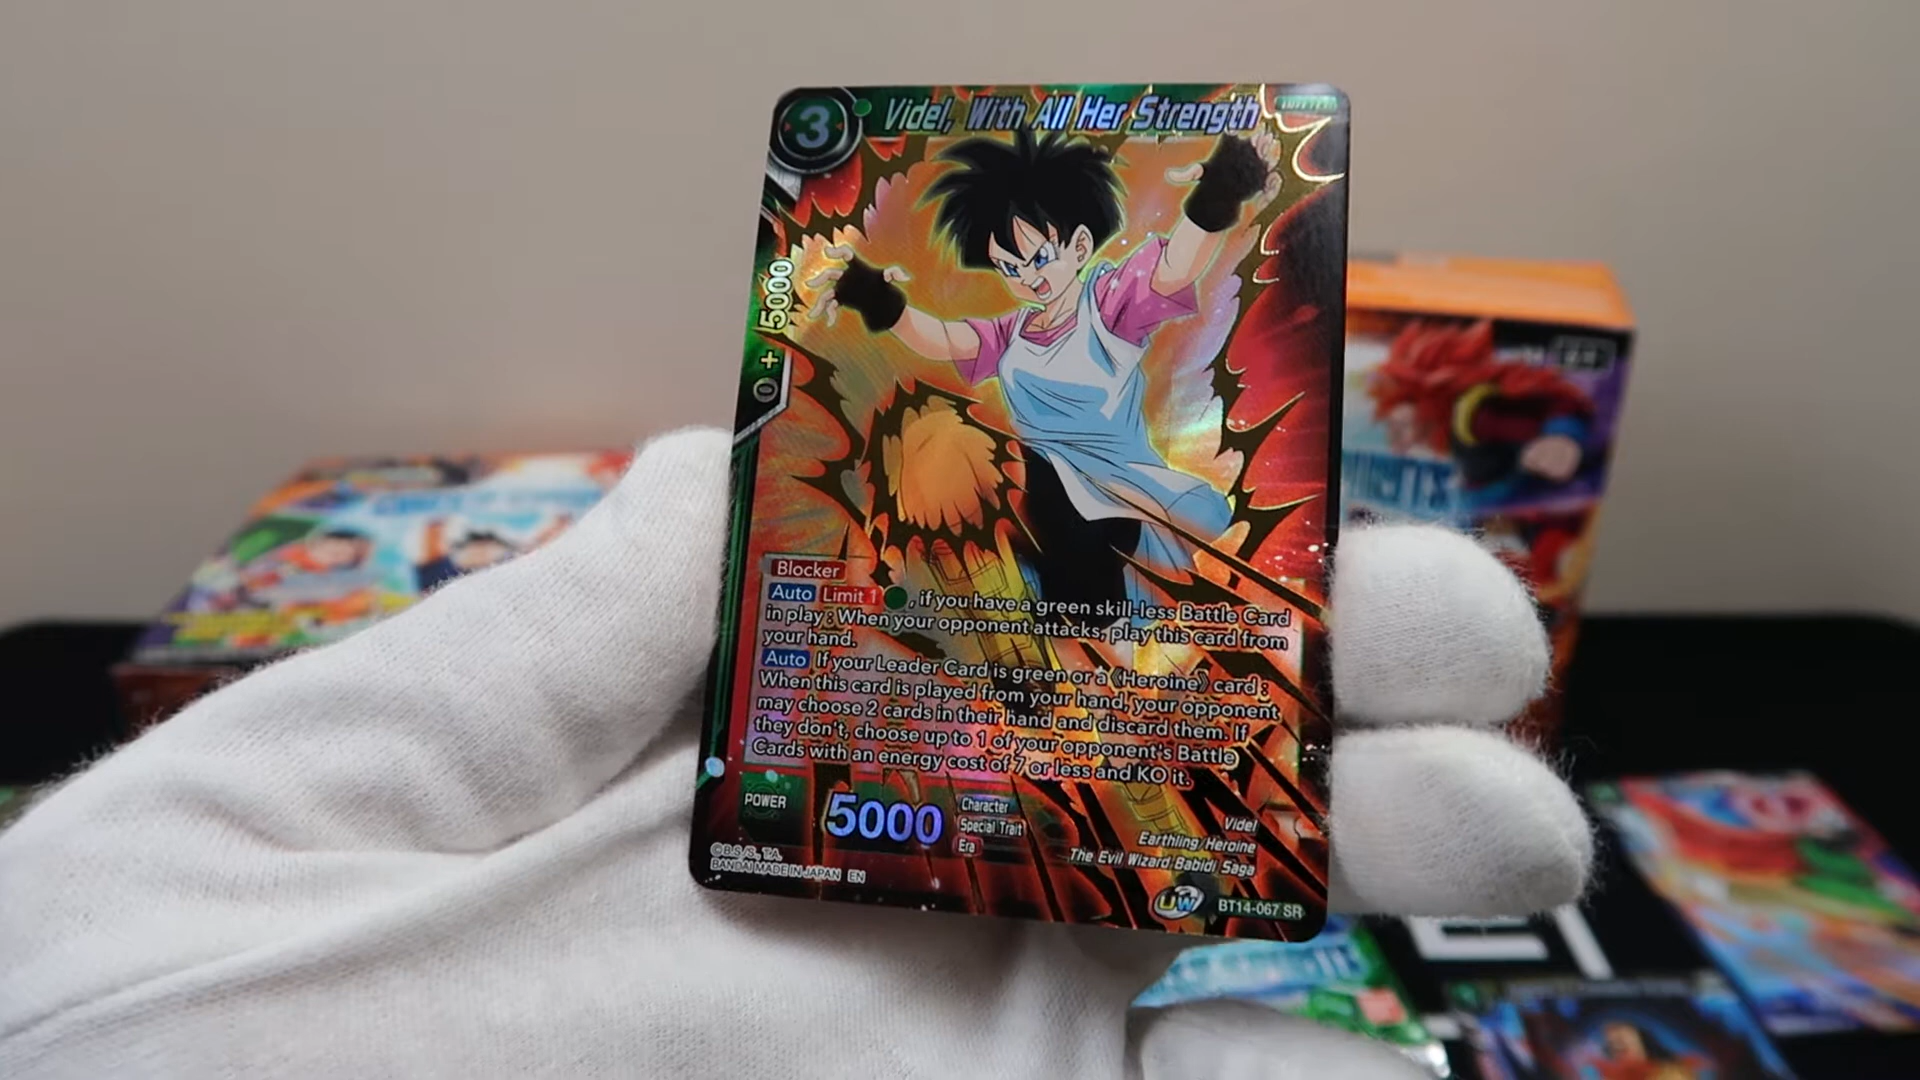 3
Videl, With All Her Strength
0 + 5000
Blocker
Auto Limit 1 , if you have a green skill-less Battle Card
in play : When your opponent attacks, play this card from
your hand.
Auto If your Leader Card is green or a 《Heroine》 card :
When this card is played from your hand, your opponent
may choose 2 cards in their hand and discard them. If
they don't, choose up to 1 of your opponent's Battle
Cards with an energy cost of 7 or less and KO it.
POWER
5000
Character
Special Trait
Era
Videl
Earthling/Heroine
The Evil Wizard Babidi Saga
©B.S./S., T.A.
BANDAI MADE IN JAPAN EN
UW
BT14-067 SR